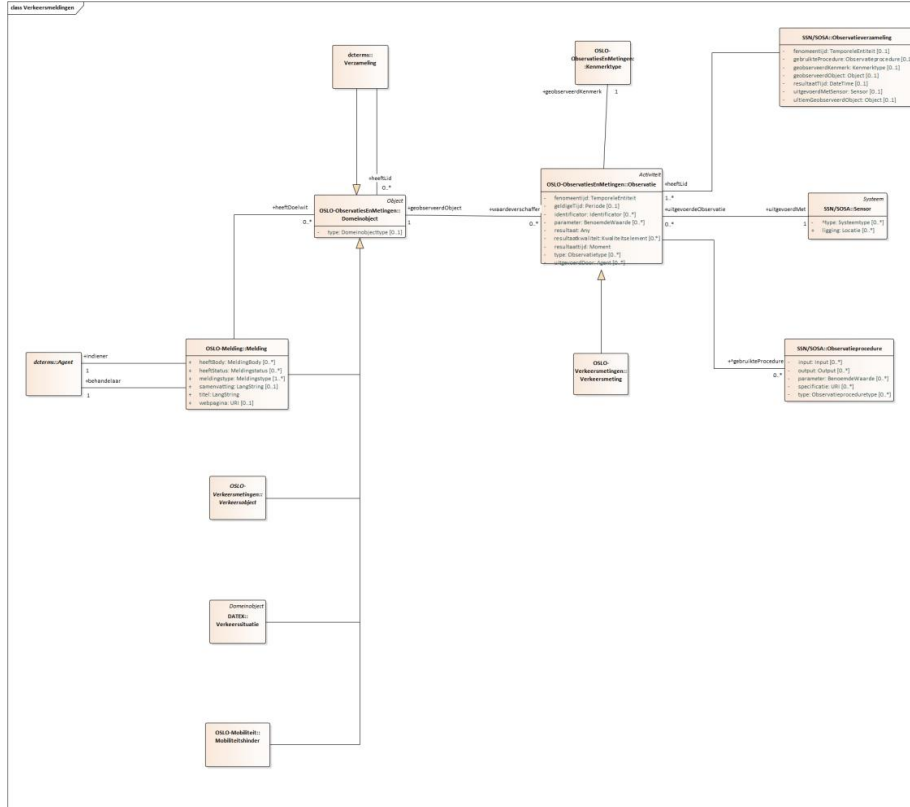 class Verkeersmeldingen
dcterms::
Verzameling
+heeftLid
0..*
OSLO-
ObservatiesEnMetingen:
:Kenmerktype
+geobserveerdKenmerk
1
SSN/SOSA::Observatieverzameling
- fenomeentijd: TemporeleEntiteit [0..1]
- gebruikteProcedure: Observatieprocedure [0..1]
- geobserveerdKenmerk: Kenmerktype [0..1]
- geobserveerdObject: Object [0..1]
- resultaatTijd: DateTime [0..1]
- uitgevoerdMetSensor: Sensor [0..1]
- ultiemGeobserveerdObject: Object [0..1]
Object
OSLO-ObservatiesEnMetingen::
Domeinobject
- type: Domeinobjecttype [0..1]
+heeftDoelwit
0..*
+geobserveerdObject
1
+waardeverschaffer
0..*
Activiteit
OSLO-ObservatiesEnMetingen::Observatie
- fenomeentijd: TemporeleEntiteit
- geldigeTijd: Periode [0..1]
- identificator: Identificator [0..*]
- parameter: BenoemdeWaarde [0..*]
- resultaat: Any
- resultaatkwaliteit: Kwaliteitselement [0..*]
- resultaattijd: Moment
- type: Observatietype [0..*]
- uitgevoerdDoor: Agent [0..*]
+heeftLid
1..*
+uitgevoerdeObservatie
0..*
+uitgevoerdMet
1
Systeem
SSN/SOSA::Sensor
- *type: Systeemtype [0..*]
+ ligging: Locatie [0..*]
dcterms::Agent
+indiener
1
+behandelaar
1
OSLO-Melding::Melding
+ heeftBody: MeldingBody [0..*]
+ heeftStatus: Meldingstatus [0..*]
+ meldingstype: Meldingstype [1..*]
+ samenvatting: LangString [0..1]
+ titel: LangString
+ webpagina: URI [0..1]
OSLO-
Verkeersmetingen::
Verkeersmeting
+*gebruikteProcedure
0..*
SSN/SOSA::Observatieprocedure
- input: Input [0..*]
- output: Output [0..*]
- parameter: BenoemdeWaarde [0..*]
- specificatie: URI [0..*]
- type: Observatieproceduretype [0..*]
OSLO-
Verkeersmetingen::
Verkeersobject
Domeinobject
DATEX::
Verkeerssituatie
OSLO-Mobiliteit::
Mobiliteitshinder